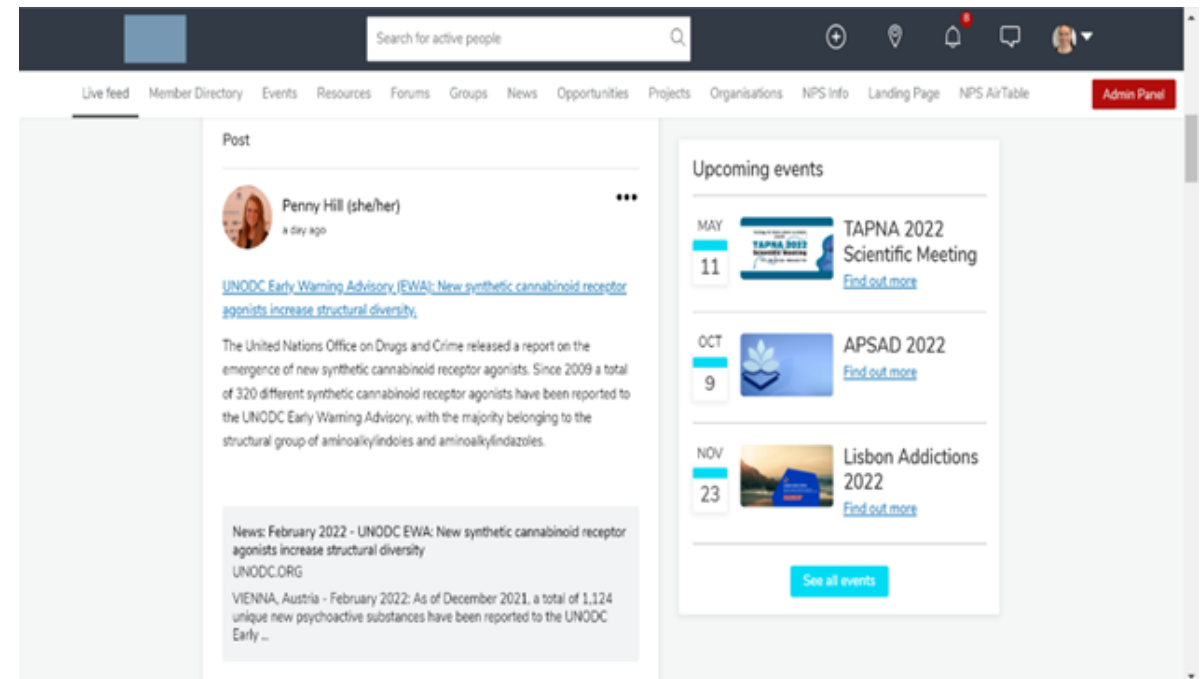 Search for active people
8
Live feed Member Directory Events Resources Forums Groups News Opportunities Projects Organisations NPS Info Landing Page NPS AirTable Admin Panel
Post
Penny Hill (she/her)
a day ago
UNODC Early Warning Advisory (EWA): New synthetic cannabinoid receptor
agonists increase structural diversity.
The United Nations Office on Drugs and Crime released a report on the
emergence of new synthetic cannabinoid receptor agonists. Since 2009 a total
of 320 different synthetic cannabinoid receptor agonists have been reported to
the UNODC Early Warning Advisory, with the majority belonging to the
structural group of aminoalkylindoles and aminoalkylindazoles.
News: February 2022 - UNODC EWA: New synthetic cannabinoid receptor
agonists increase structural diversity
UNODC.ORG
VIENNA, Austria - February 2022: As of December 2021, a total of 1,124
unique new psychoactive substances have been reported to the UNODC
Early ...
Upcoming events
MAY
11
TAPNA 2022
Scientific Meeting
TAPNA 2022
Scientific Meeting
Find out more
OCT
9
APSAD 2022
Find out more
NOV
23
Lisbon Addictions
2022
Find out more
See all events